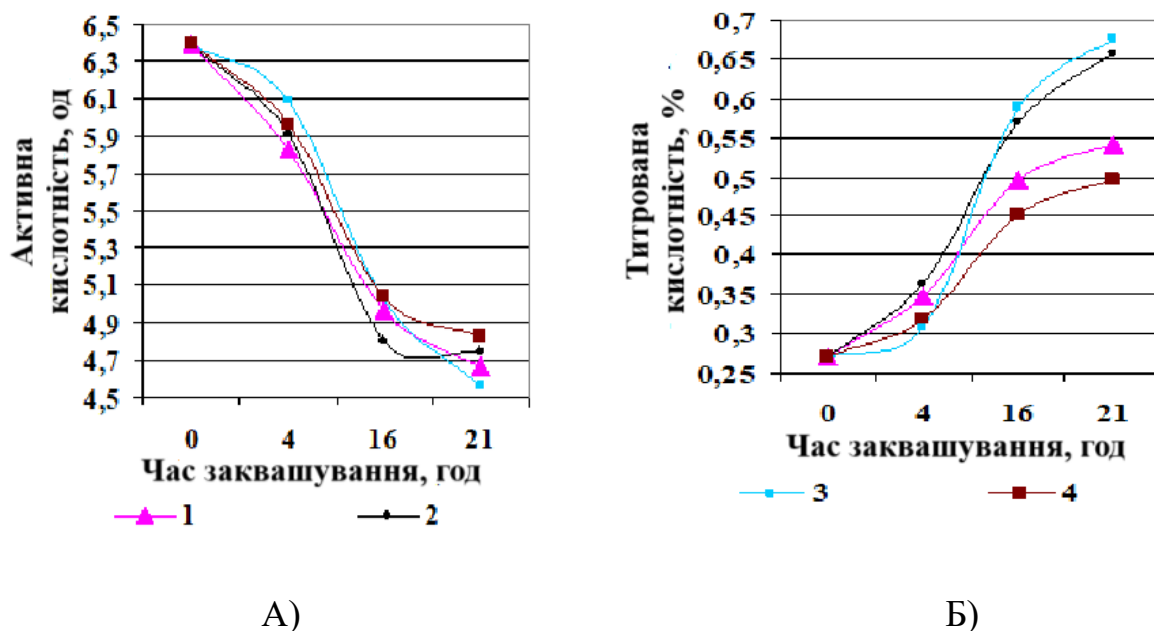 Активна
кислотність, од
6,5
6,3
6,1
5,9
5,7
5,5
5,3
5,1
4,9
4,7
4,5
0 4 16 21
Час заквашування, год
1 2
А)
Титрована
кислотність, %
0,7
0,65
0,6
0,55
0,5
0,45
0,4
0,35
0,3
0,25
0 4 16 21
Час заквашування, год
3 4
Б)